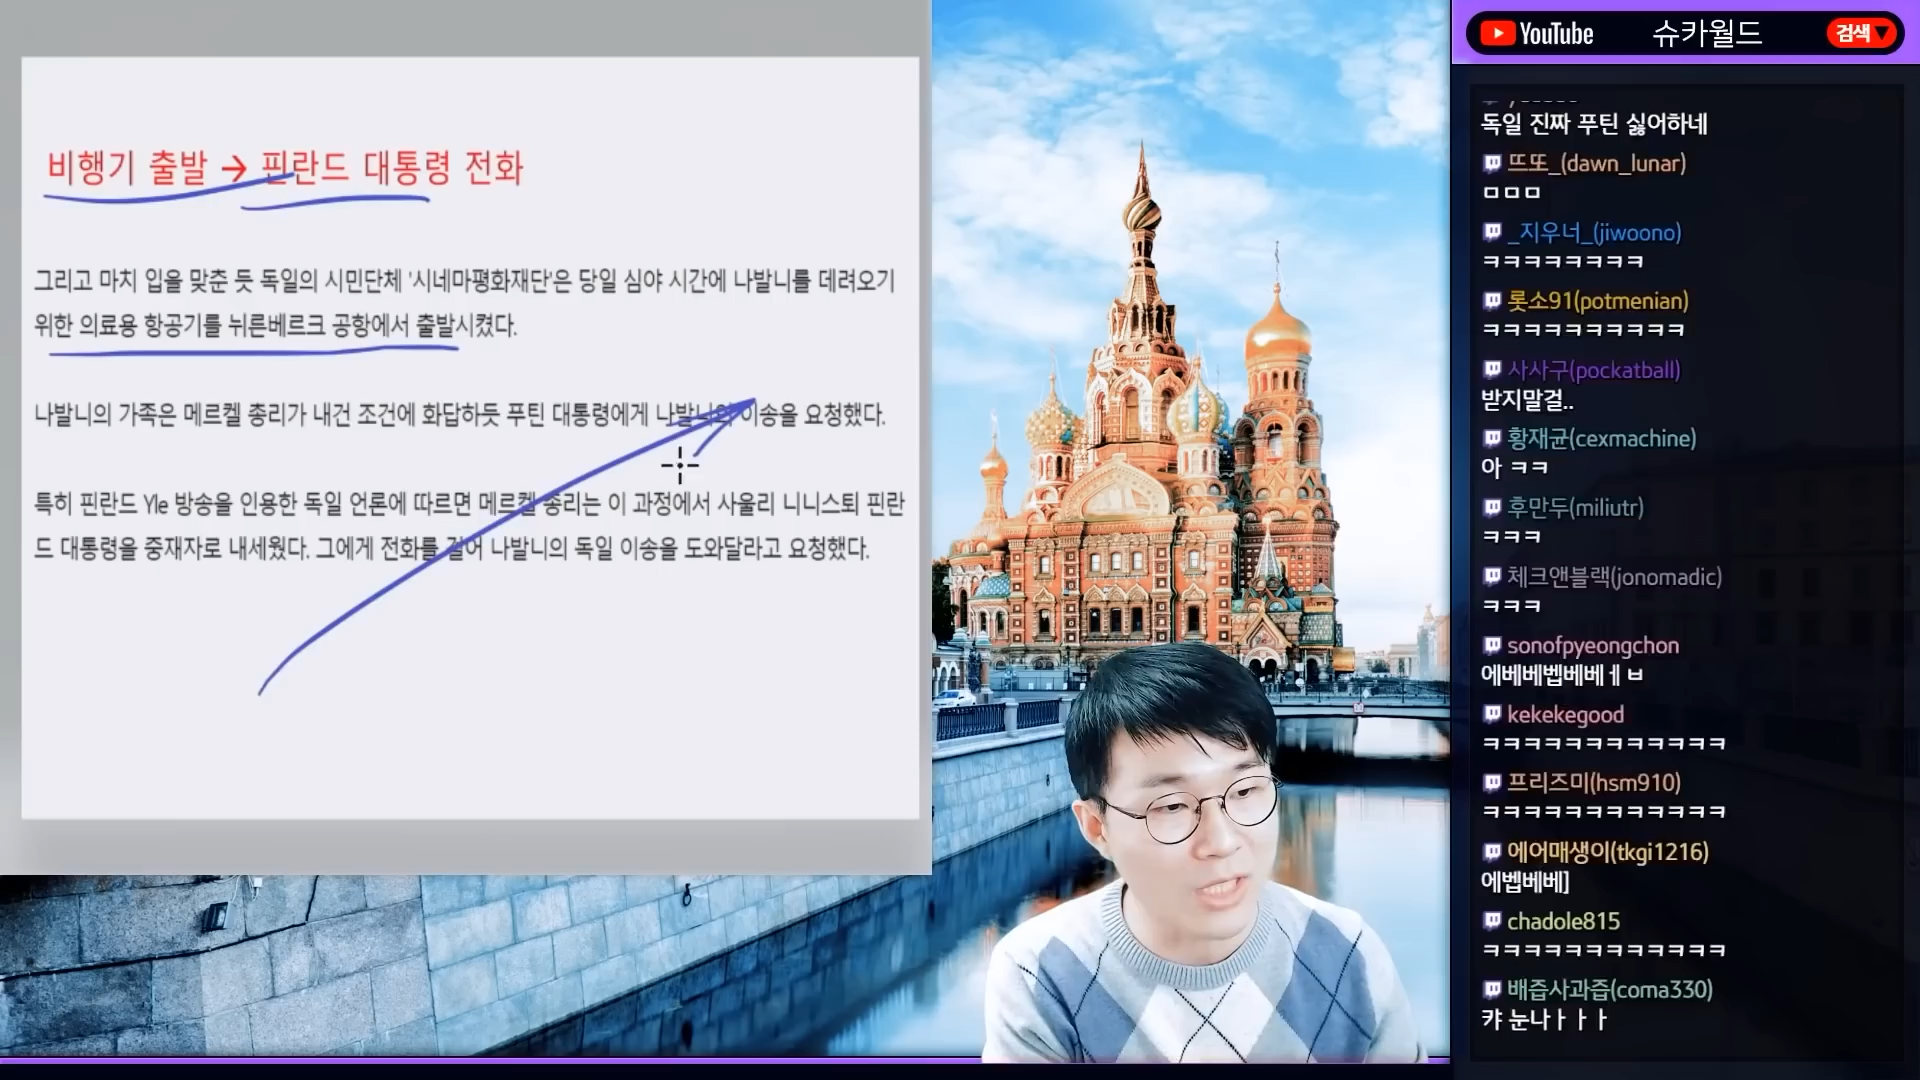 비행기 출발 → 핀란드 대통령 전화
그리고 마치 입을 맞춘 듯 독일의 시민단체 '시네마평화재단'은 당일 심야 시간에 나발니를 데려오기
위한 의료용 항공기를 뉘른베르크 공항에서 출발시켰다.
나발니의 가족은 메르켈 총리가 내건 조건에 화답하듯 푸틴 대통령에게 나발니의 이송을 요청했다.
특히 핀란드 Yle 방송을 인용한 독일 언론에 따르면 메르켈 총리는 이 과정에서 사울리 니니스퇴 핀란
드 대통령을 중재자로 내세웠다. 그에게 전화를 걸어 나발니의 독일 이송을 도와달라고 요청했다.
YouTube 슈카월드 검색▼
독일 진짜 푸틴 싫어하네
뜨또_(dawn_lunar)
ㅁㅁㅁ
_지우너_(jiwoono)
ㅋㅋㅋㅋㅋㅋㅋㅋ
롯소91(potmenian)
ㅋㅋㅋㅋㅋㅋㅋㅋㅋㅋ
사사구(pockatball)
받지말걸..
황재균(cexmachine)
아 ㅋㅋ
후만두(miliutr)
ㅋㅋㅋ
체크앤블랙(jonomadic)
ㅋㅋㅋ
sonofpyeongchon
에베베벱베베ㅔㅂ
kekekegood
ㅋㅋㅋㅋㅋㅋㅋㅋㅋㅋㅋㅋ
프리즈미(hsm910)
ㅋㅋㅋㅋㅋㅋㅋㅋㅋㅋㅋㅋ
에어매생이(tkgi1216)
에벱베베]
chadole815
ㅋㅋㅋㅋㅋㅋㅋㅋㅋㅋㅋㅋ
배즙사과즙(coma330)
캬 눈나ㅏㅏㅏ